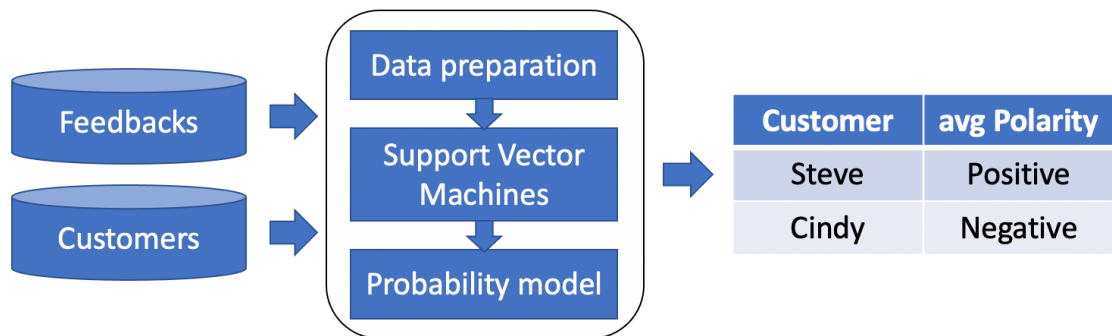 Feedbacks
Customers
Data preparation
Support Vector
Machines
Probability model
Customer avg Polarity
Steve Positive
Cindy Negative